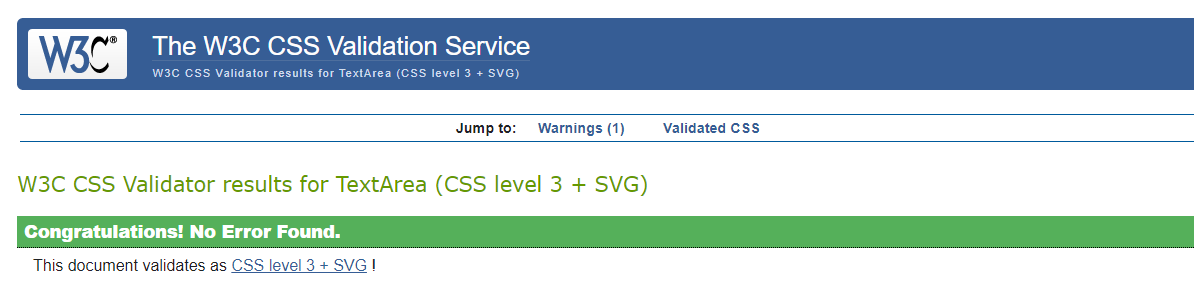 W3C®
The W3C CSS Validation Service
W3C CSS Validator results for TextArea (CSS level 3 + SVG)
Jump to: Warnings (1) Validated CSS
W3C CSS Validator results for TextArea (CSS level 3 + SVG)
Congratulations! No Error Found.
This document validates as CSS level 3 + SVG !